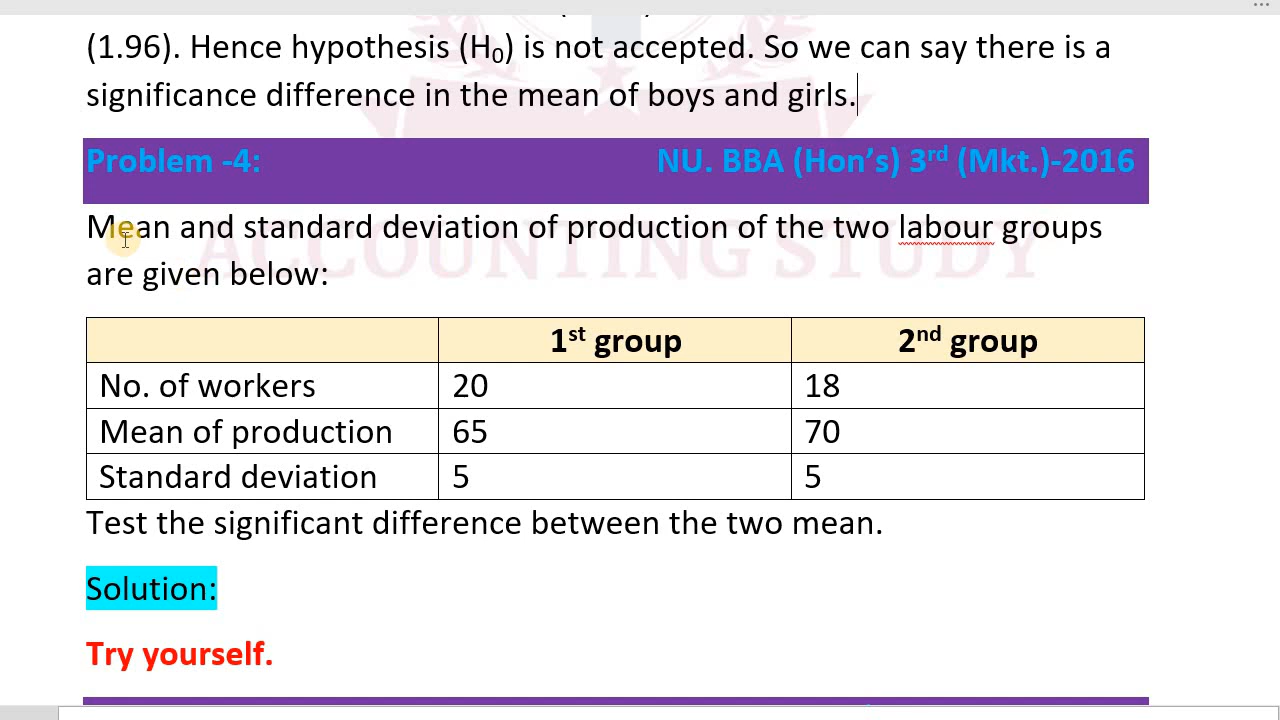 (1.96). Hence hypothesis (H₀) is not accepted. So we can say there is a
significance difference in the mean of boys and girls.
Problem -4: NU. BBA (Hon's) 3rd (Mkt.)-2016
Mean and standard deviation of production of the two labour groups
are given below:
1st group 2nd group
No. of workers 20 18
Mean of production 65 70
Standard deviation 5 5
Test the significant difference between the two mean.
Solution:
Try yourself.
ACCOUNTING STUDY